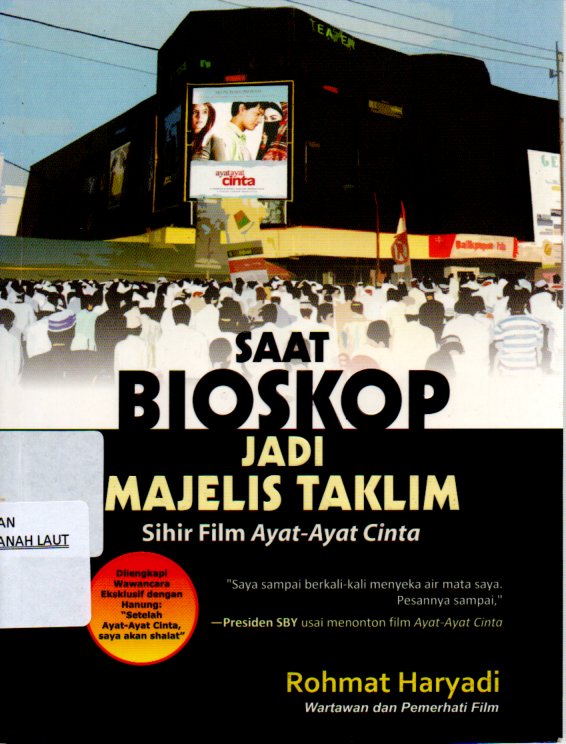 TEATER
ayat ayat
cinta
GE
SAAT
BIOSKOP
JADI
MAJELIS TAKLIM
Sihir Film Ayat-Ayat Cinta
AN
ANAH LAUT
Dilengkapi
Wawancara
Eksklusif dengan
Hanung:
"Setelah
Ayat-Ayat Cinta,
saya akan shalat"
"Saya sampai berkali-kali menyeka air mata saya.
Pesannya sampai,"
—Presiden SBY usai menonton film Ayat-Ayat Cinta
Rohmat Haryadi
Wartawan dan Pemerhati Film